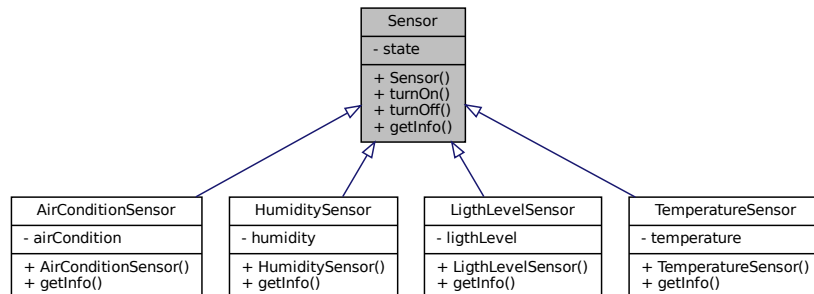 Sensor
- state
+ Sensor()
+ turnOn()
+ turnOff()
+ getInfo()
AirConditionSensor
- airCondition
+ AirConditionSensor()
+ getInfo()
HumiditySensor
- humidity
+ HumiditySensor()
+ getInfo()
LigthLevelSensor
- ligthLevel
+ LigthLevelSensor()
+ getInfo()
TemperatureSensor
- temperature
+ TemperatureSensor()
+ getInfo()